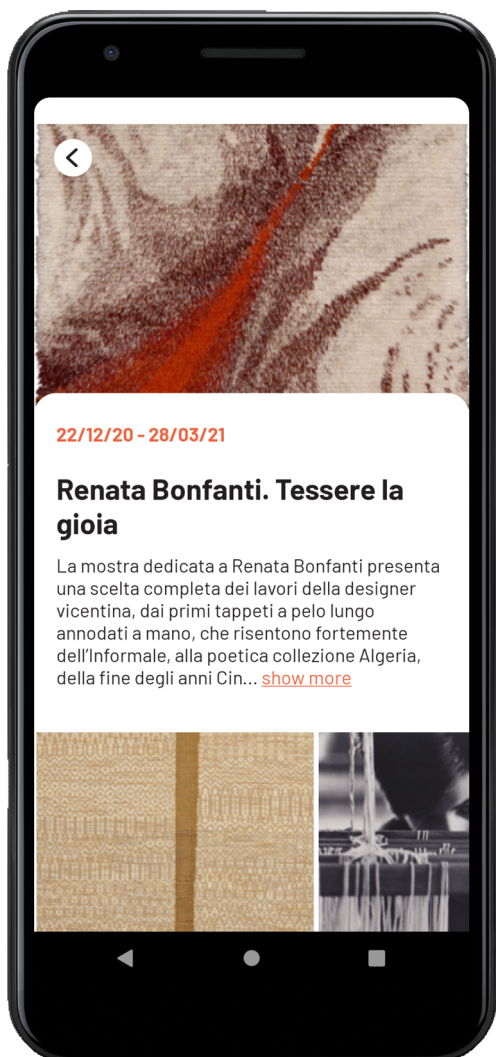 22/12/20 - 28/03/21
Renata Bonfanti. Tessere la
gioia
La mostra dedicata a Renata Bonfanti presenta
una scelta completa dei lavori della designer
vicentina, dai primi tappeti a pelo lungo
annodati a mano, che risentono fortemente
dell’Informale, alla poetica collezione Algeria,
della fine degli anni Cin... show more